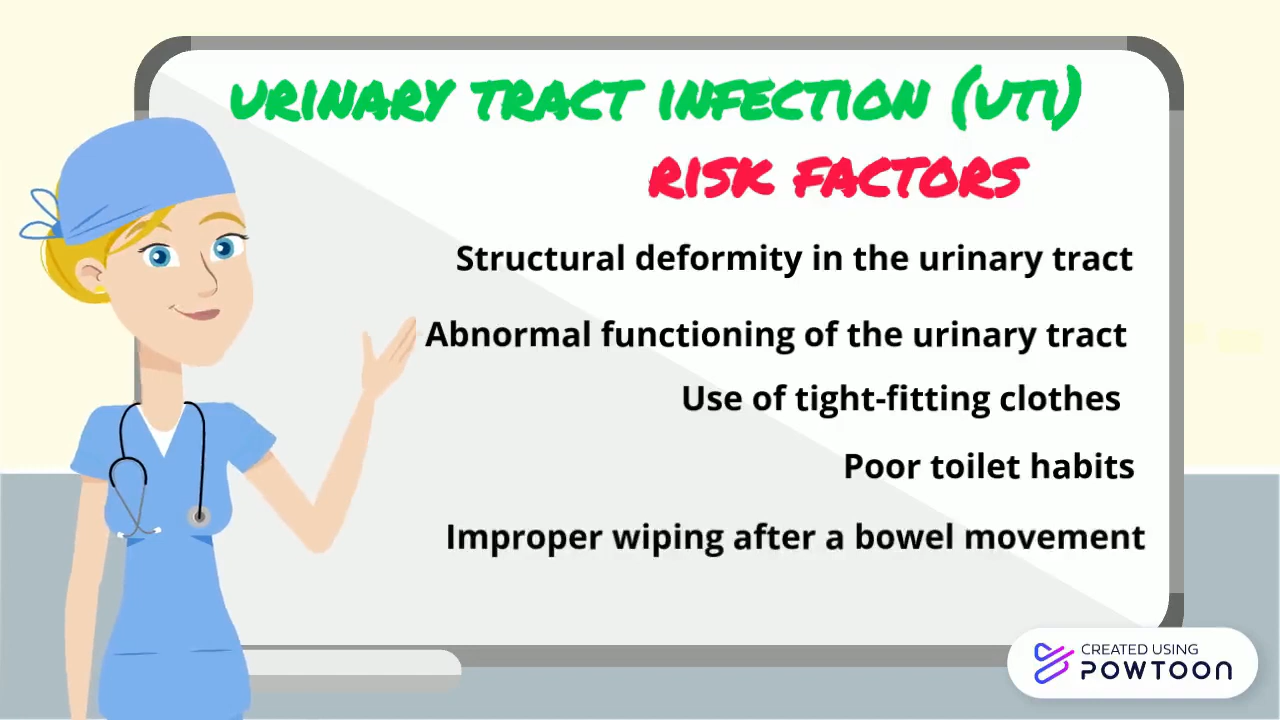 URINARY TRACT INFECTION (UTI)
RISK FACTORS
Structural deformity in the urinary tract
Abnormal functioning of the urinary tract
Use of tight-fitting clothes
Poor toilet habits
Improper wiping after a bowel movement
CREATED USING
POWTOON